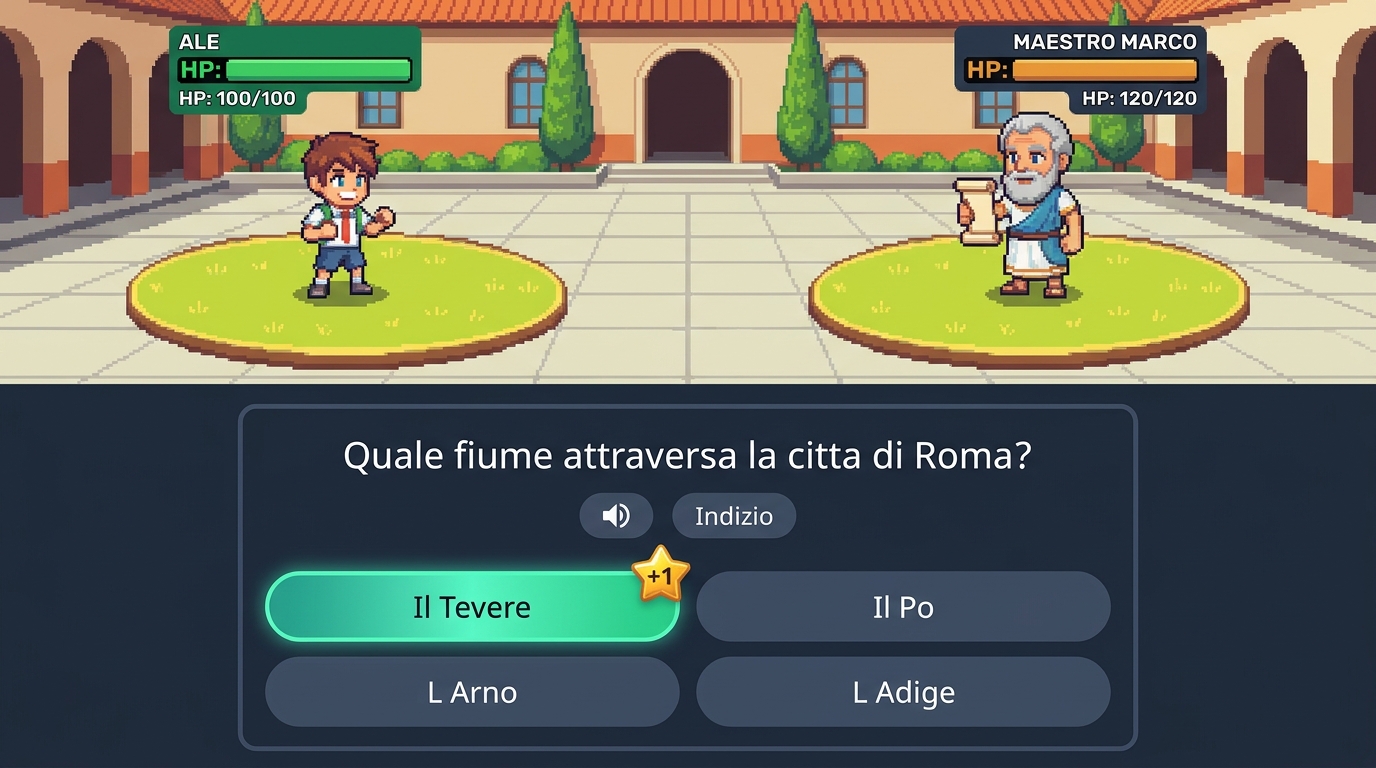 ALE
HP:
HP: 100/100
MAESTRO MARCO
HP:
HP: 120/120
Quale fiume attraversa la citta di Roma?
Indizio
+1
Il Tevere
Il Po
L Arno
L Adige